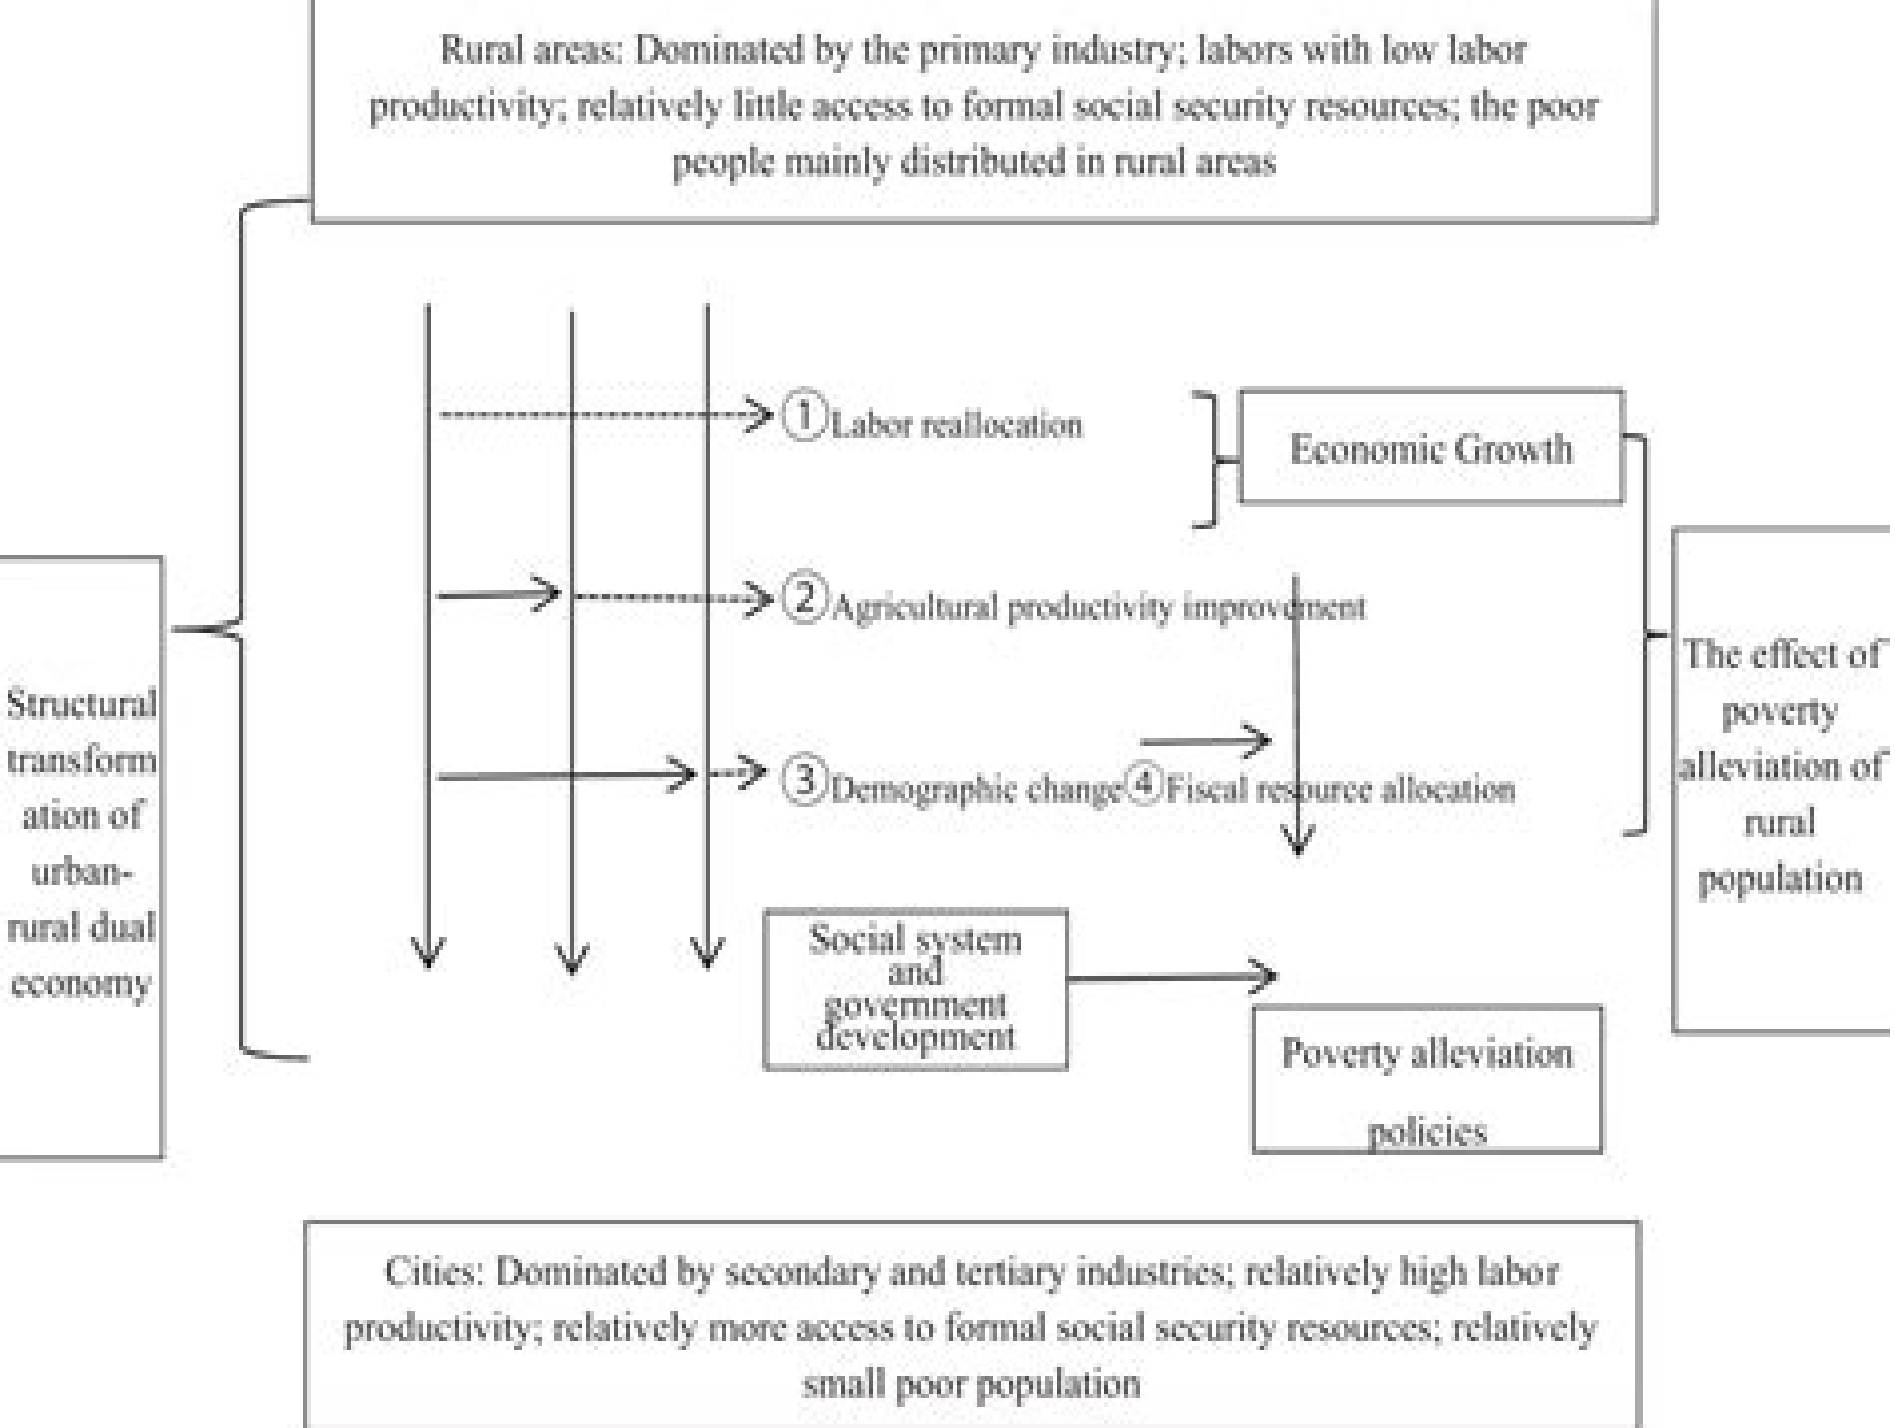 Rural areas: Dominated by the primary industry; labors with low labor
productivity; relatively little access to formal social security resources; the poor
people mainly distributed in rural areas
①Labor reallocation
Economic Growth
②Agricultural productivity improvement
③Demographic change④Fiscal resource allocation
Structural
transform
ation of
urban-
rural dual
economy
The effect of
poverty
alleviation of
rural
population
Social system
and
government
development
Poverty alleviation
policies
Cities: Dominated by secondary and tertiary industries; relatively high labor
productivity; relatively more access to formal social security resources; relatively
small poor population